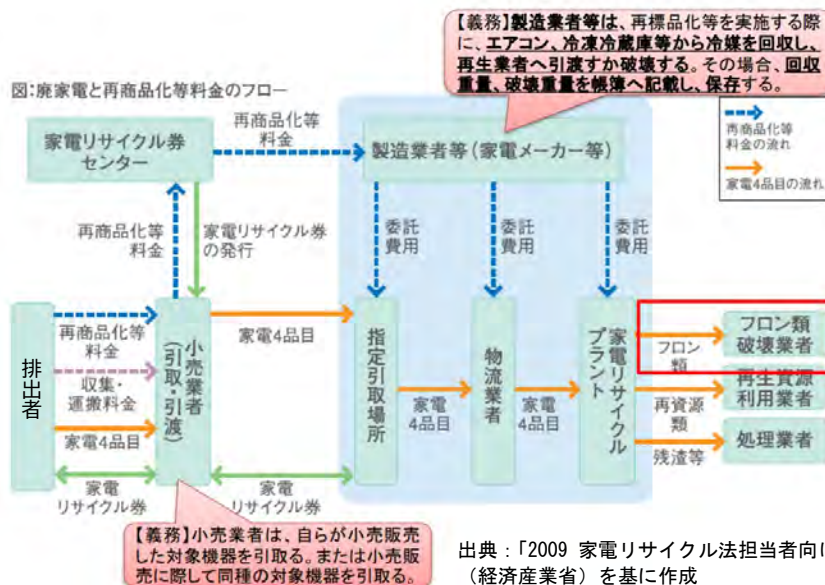 【義務】製造業者等は、再標品化等を実施する際
に、エアコン、冷凍冷蔵庫等から冷媒を回収し、
再生業者へ引渡すか破壊する。その場合、回収
重量、破壊重量を帳簿へ記載し、保存する。
図:廃家電と再商品化等料金のフロー
再商品化等
料金の流れ
家電4品目の流れ
家電リサイクル券
センター
再商品化等
料金
製造業者等(家電メーカー等)
再商品化等
料金
家電リサイクル券
の発行
委託
費用
委託
費用
委託
費用
排出者
再商品化等
料金
収集・
運搬料金
家電4品目
家電
リサイクル券
小売業者
(引取・引渡)
家電4品目
家電
リサイクル券
指定引取場所
家電
4品目
物流業者
家電
4品目
家電リサイクル
プラント
フロン
類
フロン類
破壊業者
再資源
類
再生資源
利用業者
残渣等
処理業者
【義務】小売業者は、自らが小売販売
した対象機器を引取る。または小売販
売に際して同種の対象機器を引取る。
出典：「2009 家電リサイクル法担当者向け
（経済産業省）を基に作成